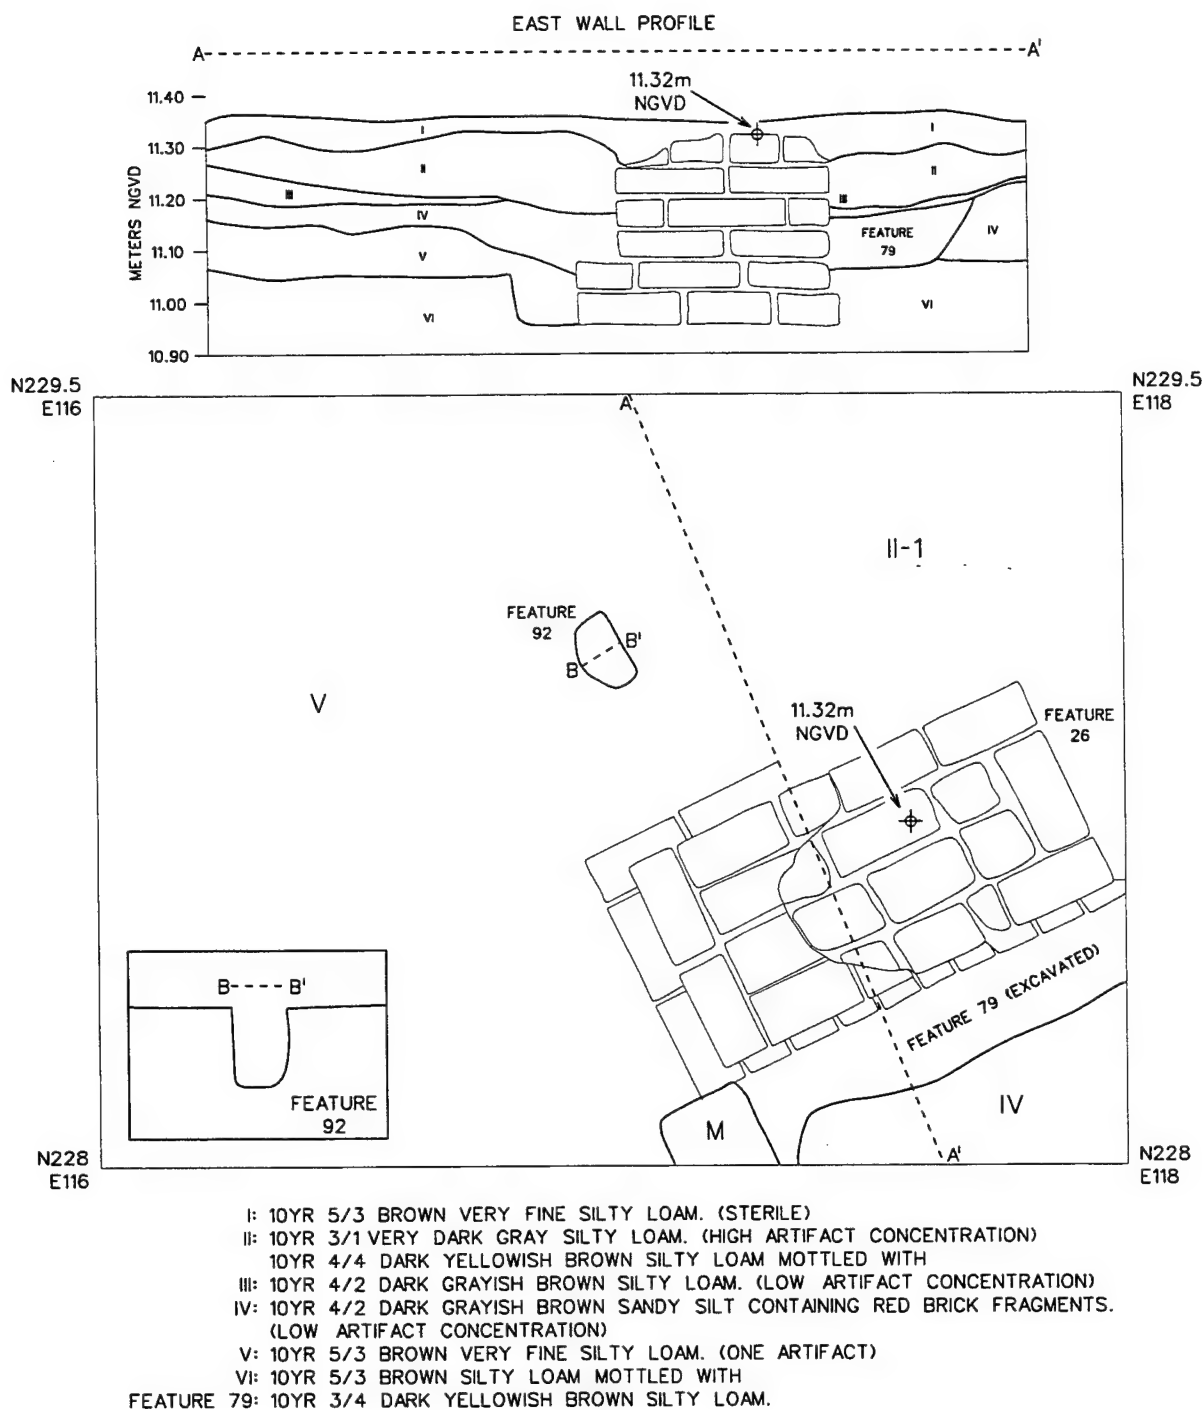 EAST WALL PROFILE
A A'
11.32m
NGVD
11.40
11.30
11.20
11.10
11.00
10.90
METERS NGVD
I
I
II
II
III
III
IV
IV
FEATURE
79
V
VI
VI
N229.5
E116
N229.5
E118
A
II-1
FEATURE
92
B B'
V
11.32m
NGVD
FEATURE
26
FEATURE 79 (EXCAVATED)
B B'
FEATURE
92
M
IV
A'
N228
E116
N228
E118
I: 10YR 5/3 BROWN VERY FINE SILTY LOAM. (STERILE)
II: 10YR 3/1 VERY DARK GRAY SILTY LOAM. (HIGH ARTIFACT CONCENTRATION)
10YR 4/4 DARK YELLOWISH BROWN SILTY LOAM MOTTLED WITH
III: 10YR 4/2 DARK GRAYISH BROWN SILTY LOAM. (LOW ARTIFACT CONCENTRATION)
IV: 10YR 4/2 DARK GRAYISH BROWN SANDY SILT CONTAINING RED BRICK FRAGMENTS.
(LOW ARTIFACT CONCENTRATION)
V: 10YR 5/3 BROWN VERY FINE SILTY LOAM. (ONE ARTIFACT)
VI: 10YR 5/3 BROWN SILTY LOAM MOTTLED WITH
FEATURE 79: 10YR 3/4 DARK YELLOWISH BROWN SILTY LOAM.